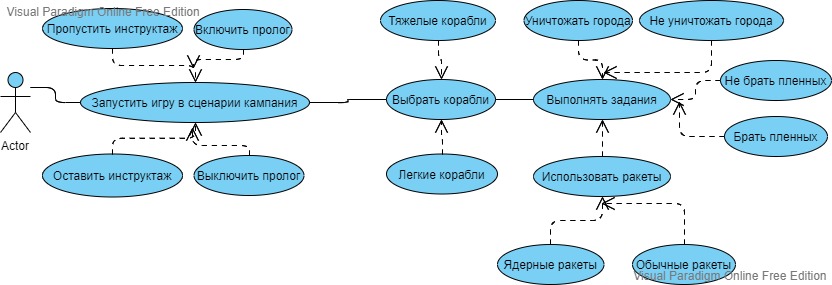 Visual Paradigm Online Free Edition
Пропустить инструктаж
Включить пролог
Тяжелые корабли
Уничтожать города
Не уничтожать города
Не брать пленных
Запустить игру в сценарии кампания
Выбрать корабли
Выполнять задания
Брать пленных
Actor
Оставить инструктаж
Выключить пролог
Легкие корабли
Использовать ракеты
Ядерные ракеты
Обычные ракеты
Visual Paradigm Online Free Edition